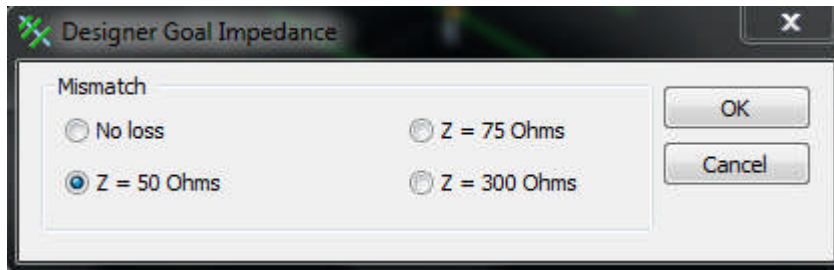 Designer Goal Impedance
x
Mismatch
No loss
Z = 75 Ohms
Z = 50 Ohms
Z = 300 Ohms
OK
Cancel